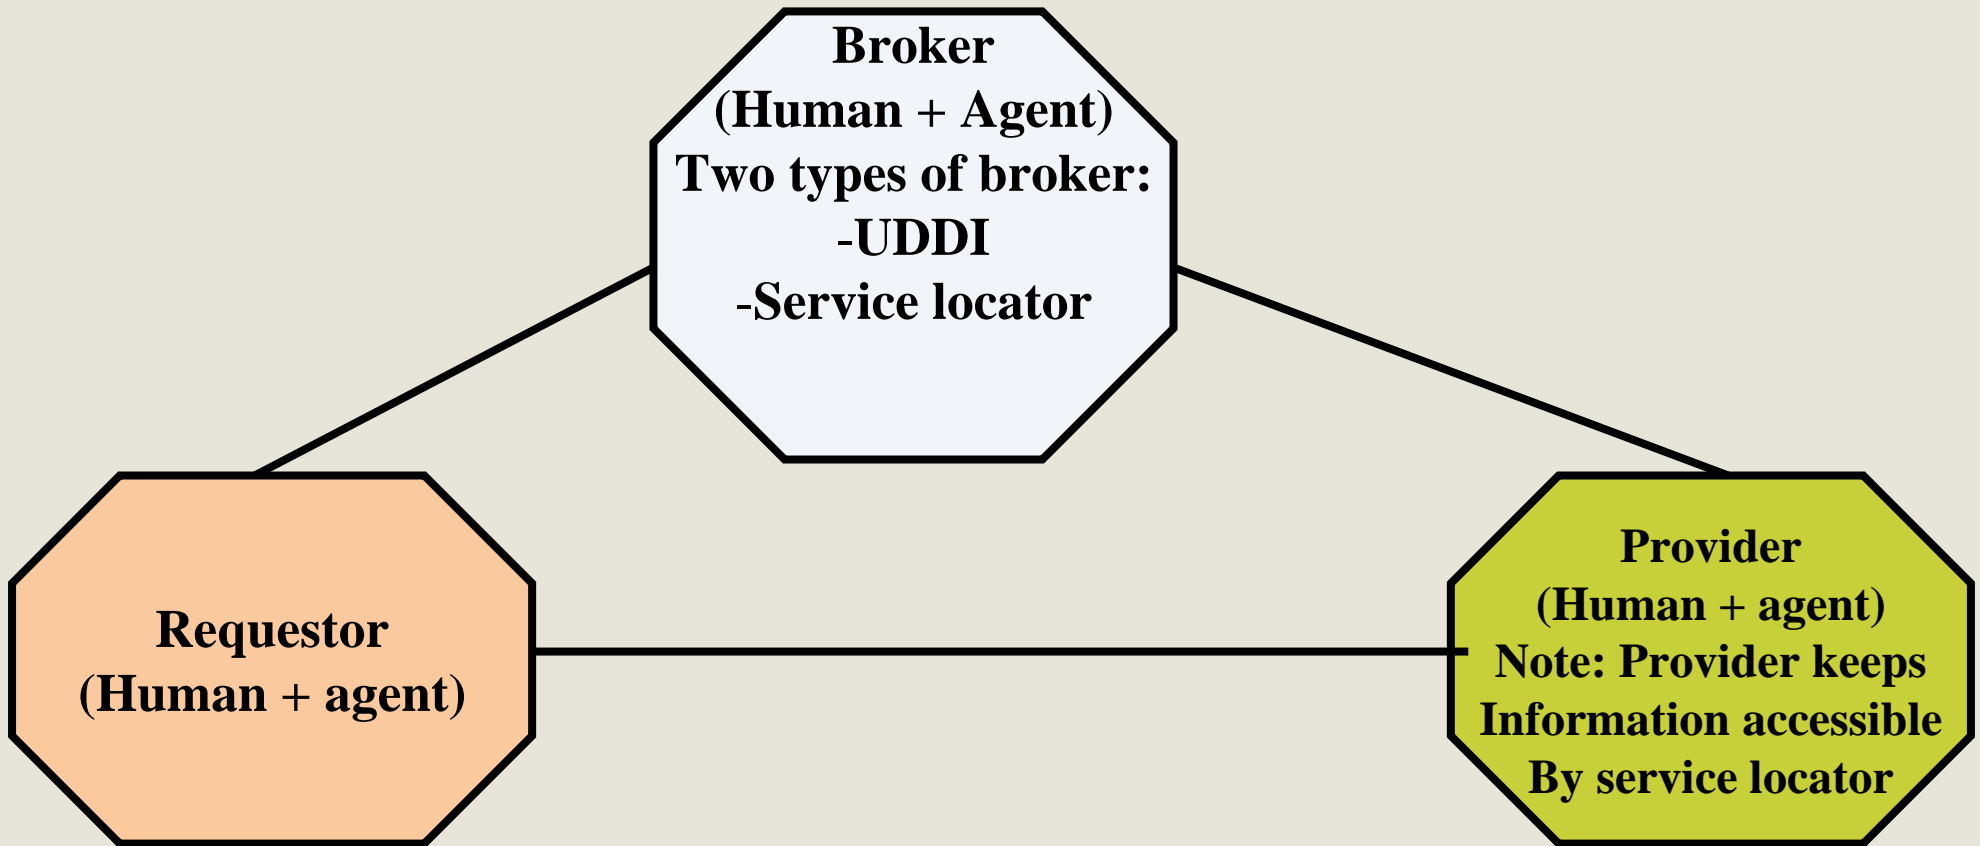 Broker
(Human + Agent)
Two types of broker:
-UDDI
-Service locator
Requestor
(Human + agent)
Provider
(Human + agent)
Note: Provider keeps
Information accessible
By service locator